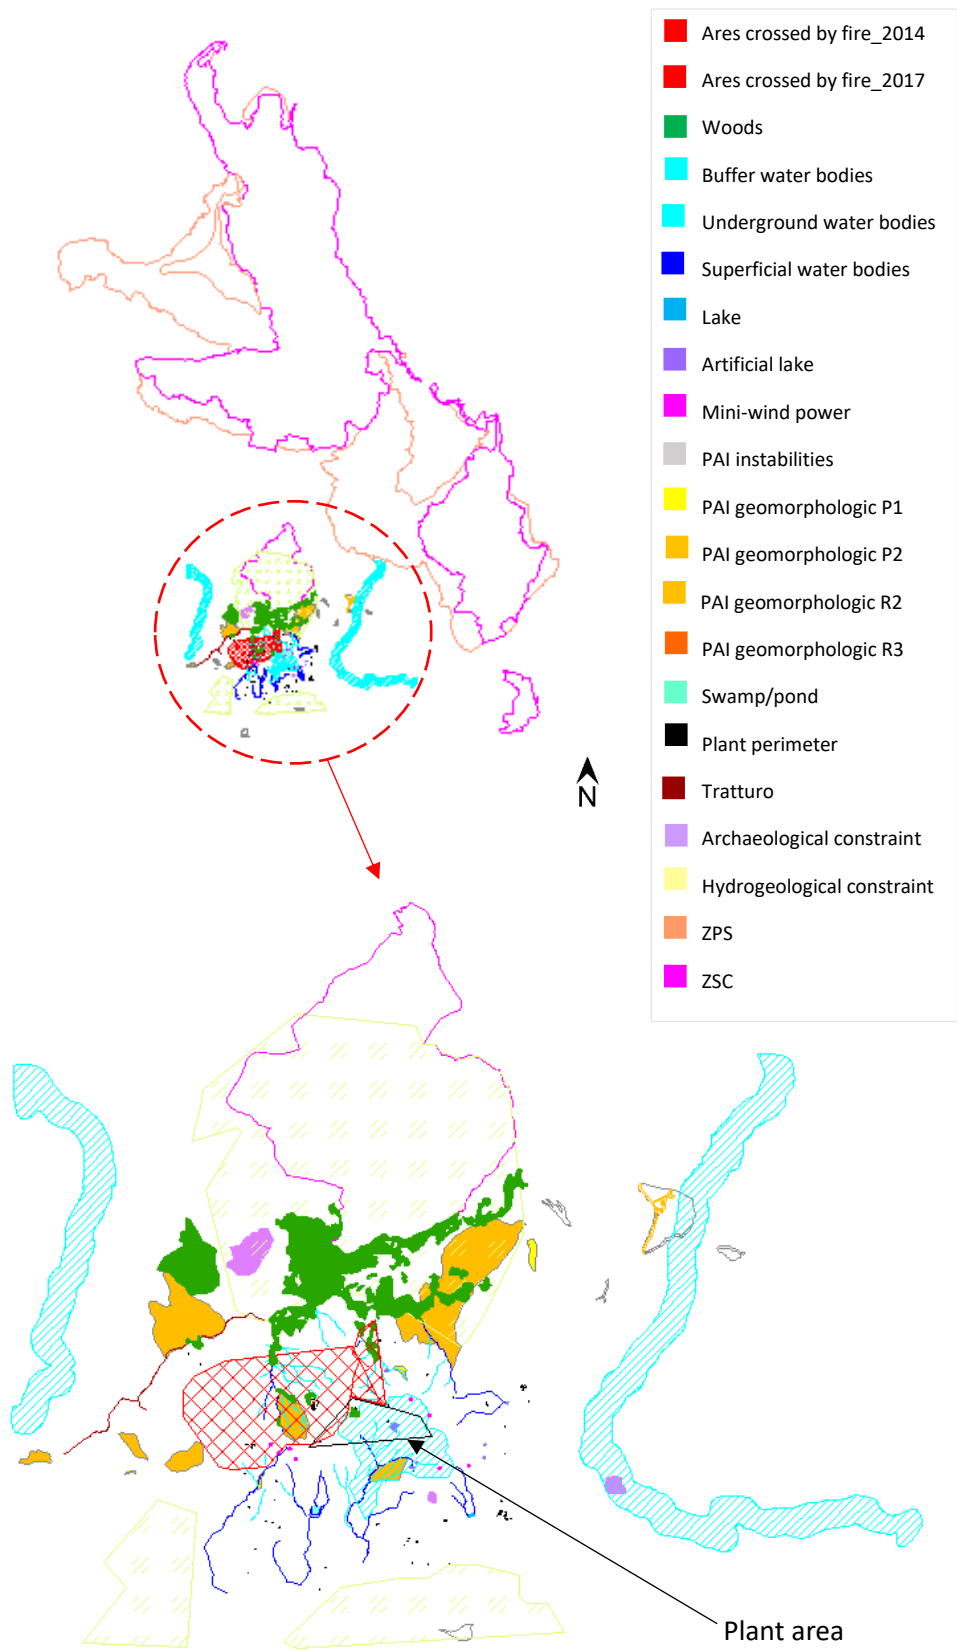 Ares crossed by fire_2014
Ares crossed by fire_2017
Woods
Buffer water bodies
Underground water bodies
Superficial water bodies
Lake
Artificial lake
Mini-wind power
PAI instabilities
PAI geomorphologic P1
PAI geomorphologic P2
PAI geomorphologic R2
PAI geomorphologic R3
Swamp/pond
Plant perimeter
Tratturo
Archaeological constraint
Hydrogeological constraint
ZPS
ZSC
N
Plant area